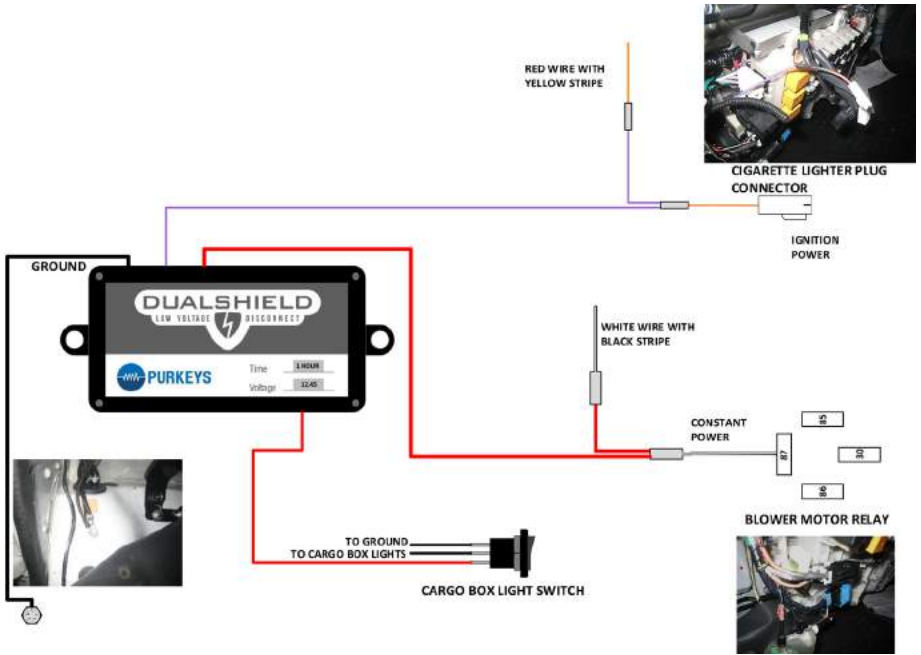 RED WIRE WITH
YELLOW STRIPE
CIGARETTE LIGHTER PLUG
CONNECTOR
IGNITION
POWER
GROUND
DUALSHIELD
LOW VOLTAGE DISCONNECT
PURKEYS
Time 1 HOUR
Voltage 12.45
WHITE WIRE WITH
BLACK STRIPE
CONSTANT
POWER
85
87
30
86
BLOWER MOTOR RELAY
TO GROUND
TO CARGO BOX LIGHTS
CARGO BOX LIGHT SWITCH